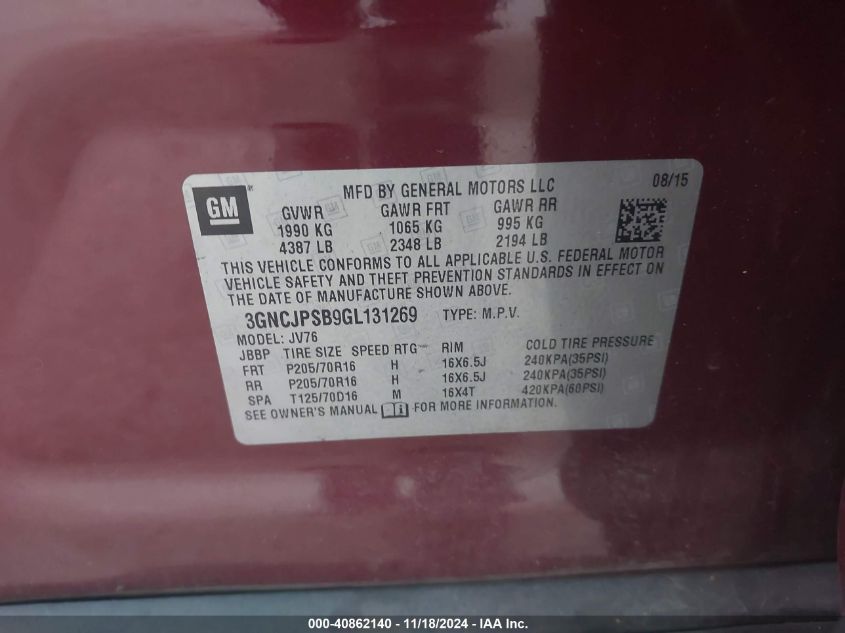 GM
MFD BY GENERAL MOTORS LLC 08/15
GVWR GAWR FRT GAWR RR
1990 KG 1065 KG 995 KG
4387 LB 2348 LB 2194 LB
THIS VEHICLE CONFORMS TO ALL APPLICABLE U.S. FEDERAL MOTOR
VEHICLE SAFETY AND THEFT PREVENTION STANDARDS IN EFFECT ON
THE DATE OF MANUFACTURE SHOWN ABOVE.
3GNCJPSB9GL131269 TYPE: M.P.V.
MODEL: JV76
JBBP TIRE SIZE SPEED RTG RIM COLD TIRE PRESSURE
FRT P205/70R16 H 16X6.5J 240KPA(35PSI)
RR P205/70R16 H 16X6.5J 240KPA(35PSI)
SPA T125/70D16 M 16X4T 420KPA(60PSI)
SEE OWNER'S MANUAL FOR MORE INFORMATION.
000-40862140 - 11/18/2024 - IAA Inc.